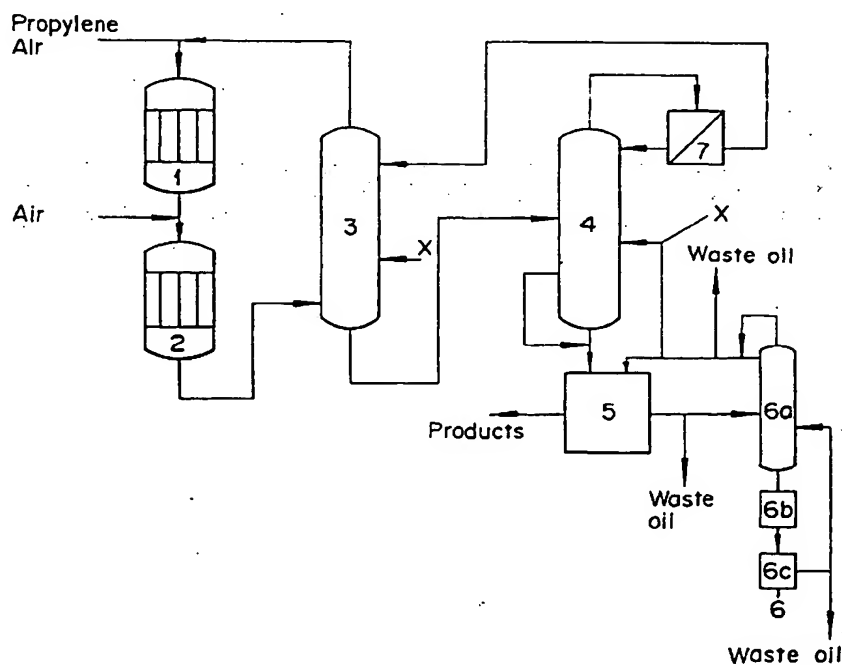 Propylene
Air
1
Air
2
3
X
4
7
X
Waste oil
5
Products
Waste
oil
6a
6b
6c
6
Waste oil